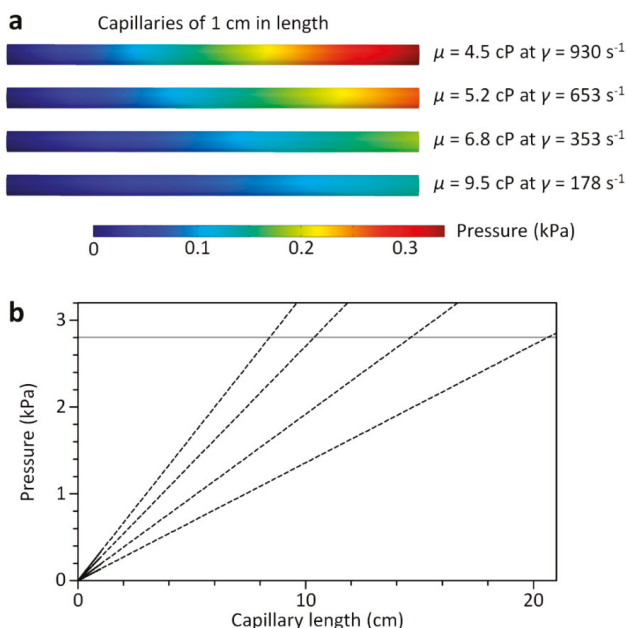 a
Capillaries of 1 cm in length
μ = 4.5 cP at γ = 930 s⁻¹
μ = 5.2 cP at γ = 653 s⁻¹
μ = 6.8 cP at γ = 353 s⁻¹
μ = 9.5 cP at γ = 178 s⁻¹
Pressure (kPa)
0 0.1 0.2 0.3
b
Pressure (kPa)
3
2
1
0
0 10 20
Capillary length (cm)